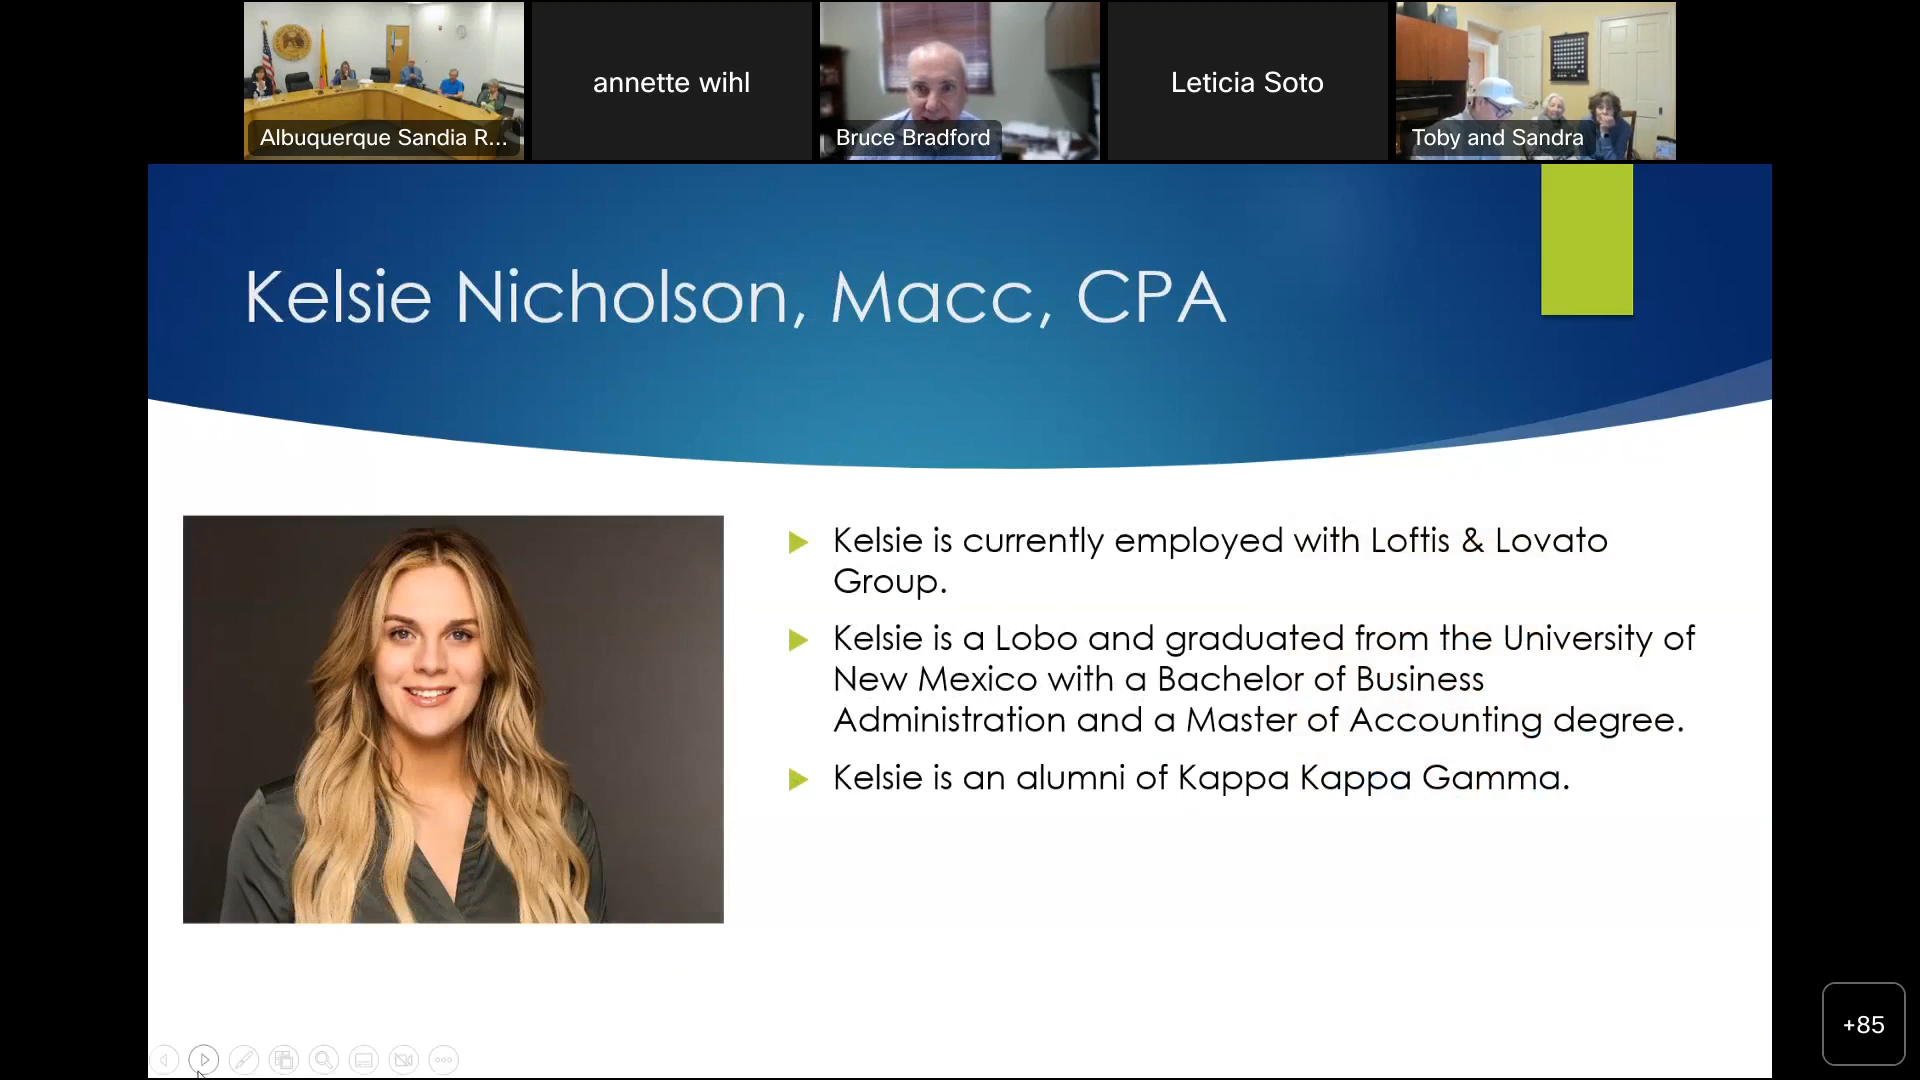 Albuquerque Sandia R...
annette wihl
Bruce Bradford
Leticia Soto
Toby and Sandra
Kelsie Nicholson, Macc, CPA
Kelsie is currently employed with Loftis & Lovato
Group.
Kelsie is a Lobo and graduated from the University of
New Mexico with a Bachelor of Business
Administration and a Master of Accounting degree.
Kelsie is an alumni of Kappa Kappa Gamma.
+85